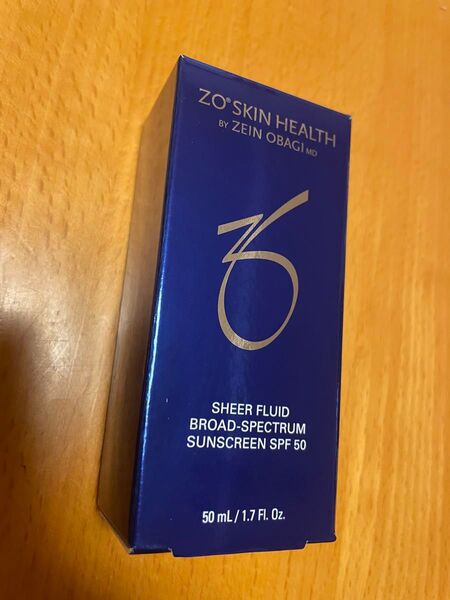 ZO® SKIN HEALTH
BY ZEIN OBAGI MD
ZO
SHEER FLUID
BROAD-SPECTRUM
SUNSCREEN SPF 50
50 mL / 1.7 Fl. Oz.